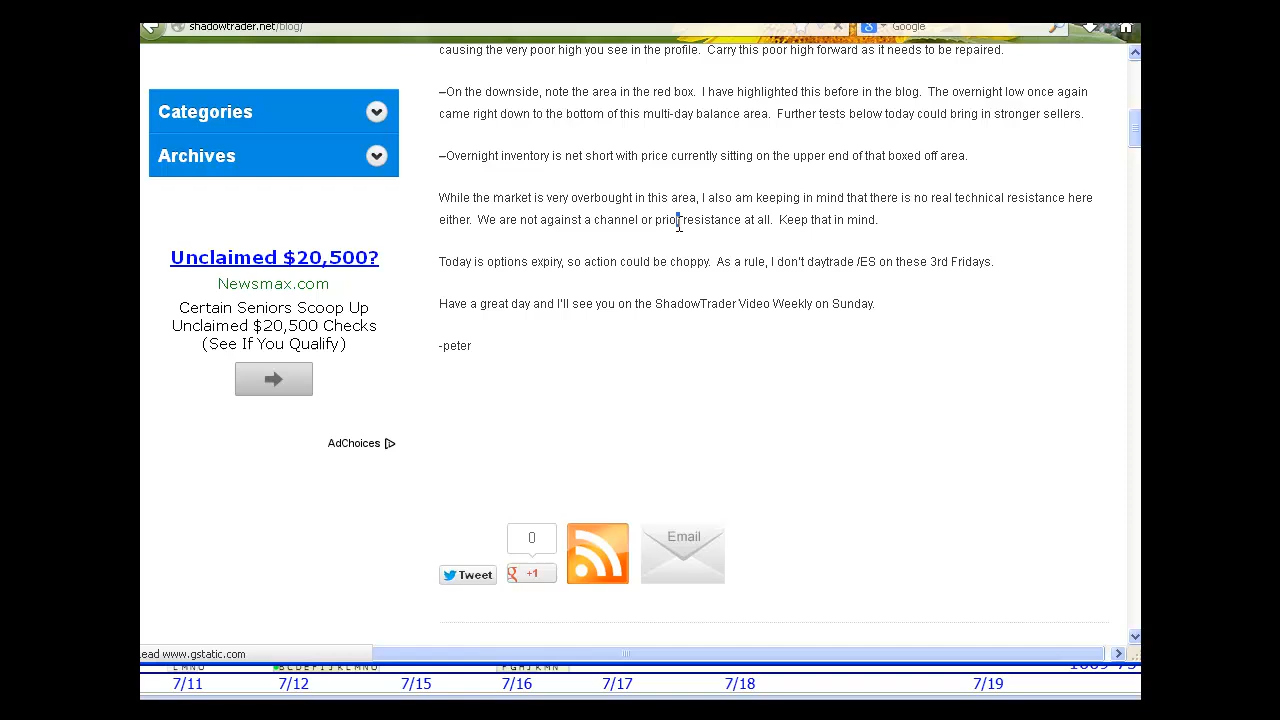 shadowtrader.net/blog/
Google
causing the very poor high you see in the profile.  Carry this poor high forward as it needs to be repaired.
Categories
Archives
–On the downside, note the area in the red box.  I have highlighted this before in the blog.  The overnight low once again
came right down to the bottom of this multi-day balance area.  Further tests below today could bring in stronger sellers.
–Overnight inventory is net short with price currently sitting on the upper end of that boxed off area.
While the market is very overbought in this area, I also am keeping in mind that there is no real technical resistance here
either.  We are not against a channel or prior resistance at all.  Keep that in mind.
Today is options expiry, so action could be choppy.  As a rule, I don't daytrade /ES on these 3rd Fridays.
Have a great day and I'll see you on the ShadowTrader Video Weekly on Sunday.
-peter
Unclaimed $20,500?
Newsmax.com
Certain Seniors Scoop Up
Unclaimed $20,500 Checks
(See If You Qualify)
AdChoices
0
Email
Tweet
g +1
ead www.gstatic.com
7/11 7/12 7/15 7/16 7/17 7/18 7/19